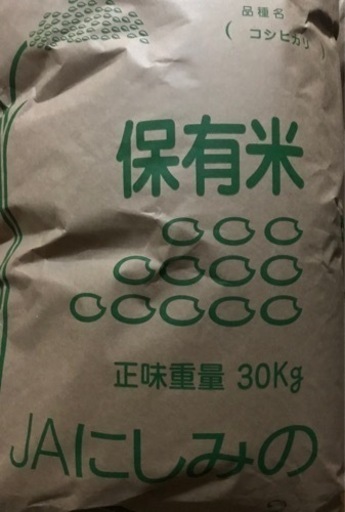 品種名
(コシヒカリ)
保有米
正味重量 30Kg
JAにしみの